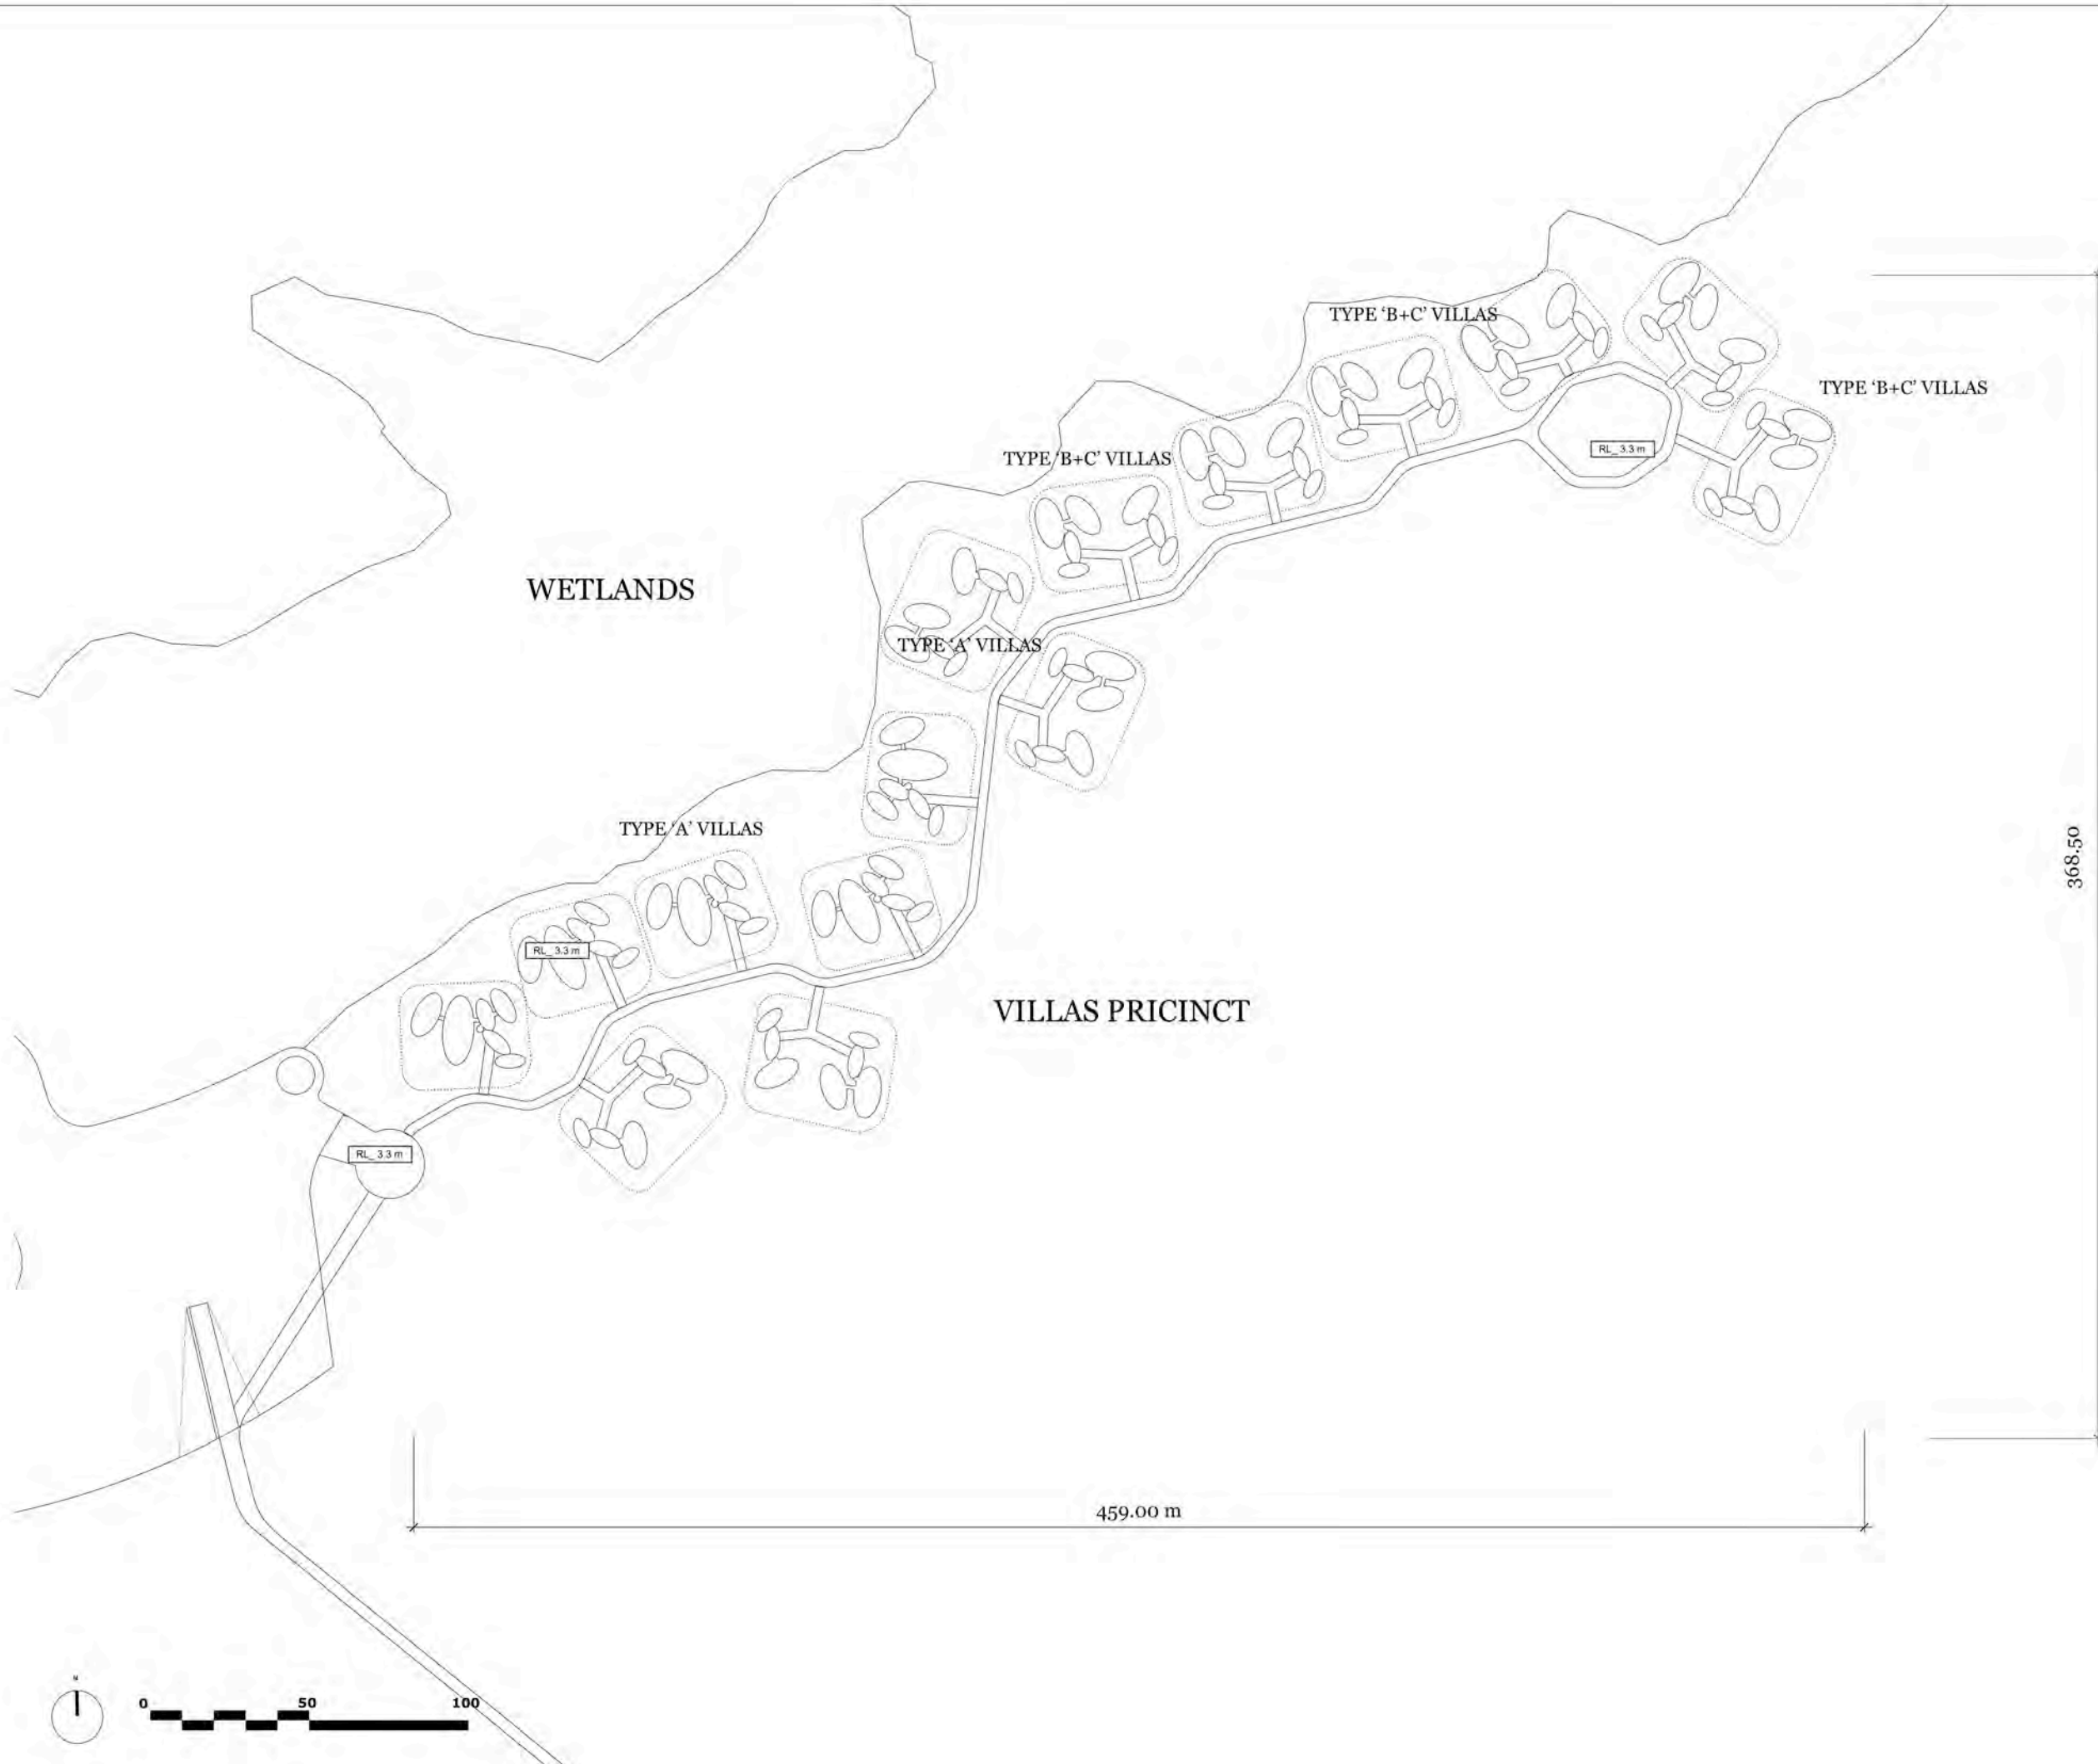 TYPE ‘B+C’ VILLAS
TYPE ‘B+C’ VILLAS
RL_ 3.3 m
TYPE ‘B+C’ VILLAS
WETLANDS
TYPE ‘A’ VILLAS
TYPE ‘A’ VILLAS
368.50
RL_ 3.3 m
VILLAS PRICINCT
RL_ 3.3 m
459.00 m
N
0 50 100